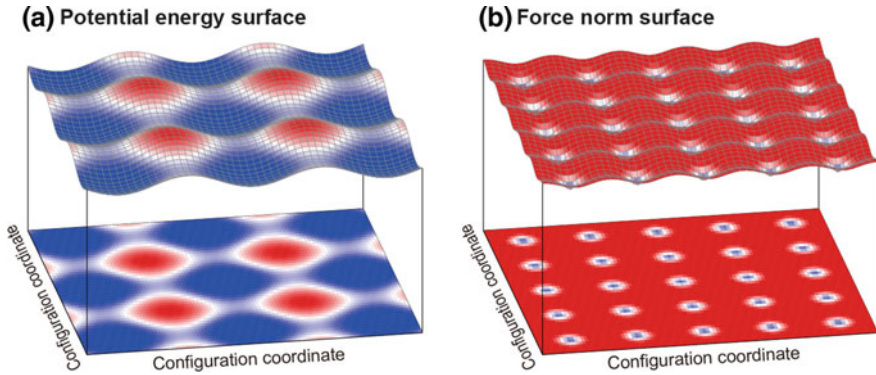 (a) Potential energy surface
(b) Force norm surface
Configuration coordinate
Configuration coordinate
Configuration coordinate
Configuration coordinate